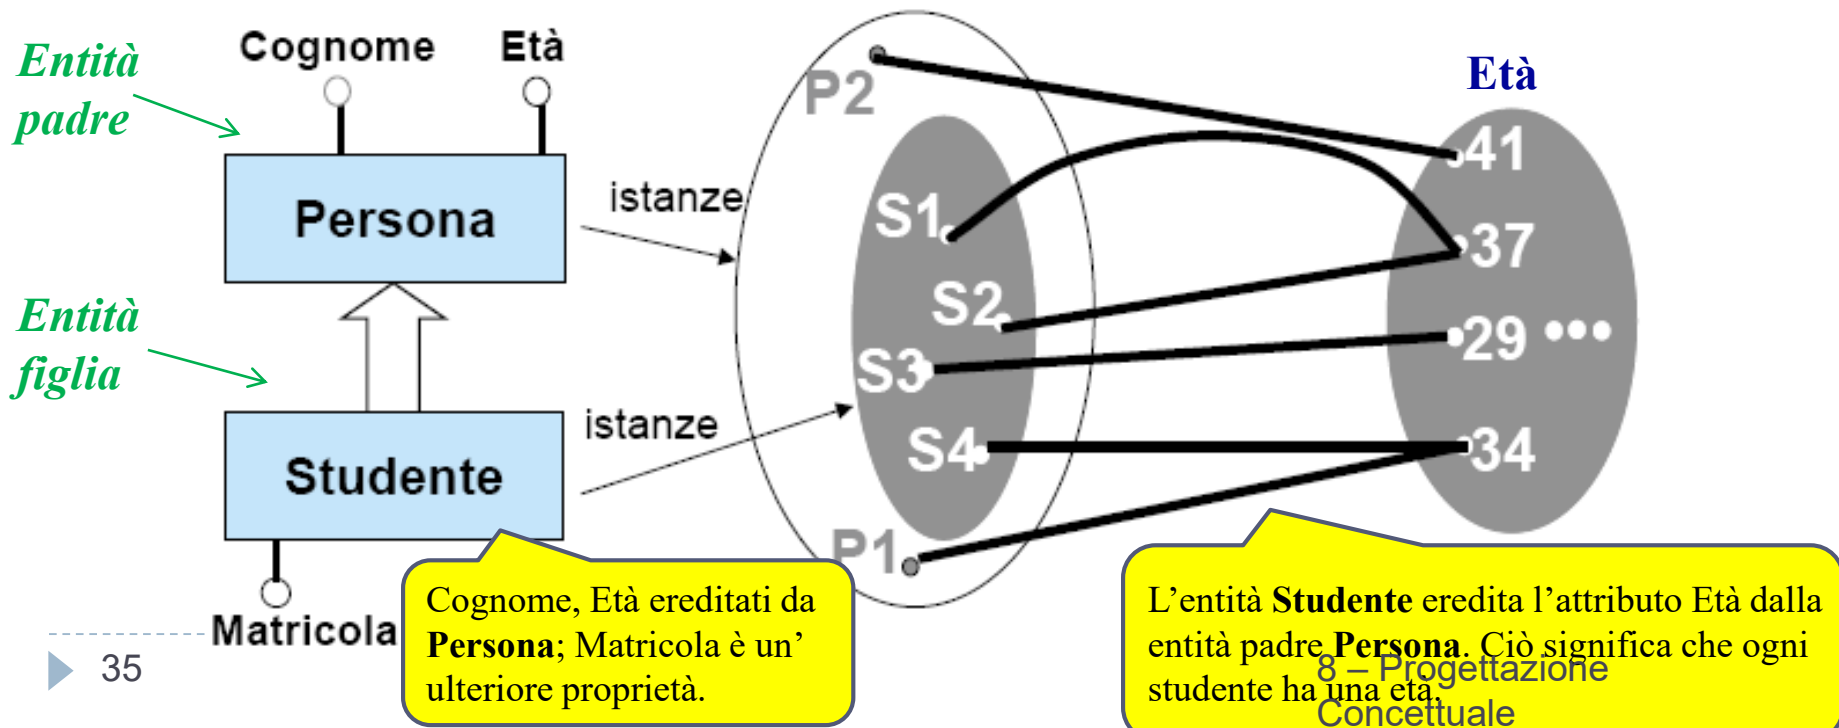 Entità
padre
Cognome
Età
Persona
istanze
Entità
figlia
Studente
istanze
Matricola
P2
S1
S2
S3
S4
P1
Età
41
37
29 •••
34
Cognome, Età ereditati da
Persona; Matricola è un’
ulteriore proprietà.
L’entità Studente eredita l’attributo Età dalla
entità padre Persona. Ciò significa che ogni
studente ha una età.
35
8 – Progettazione
Concettuale